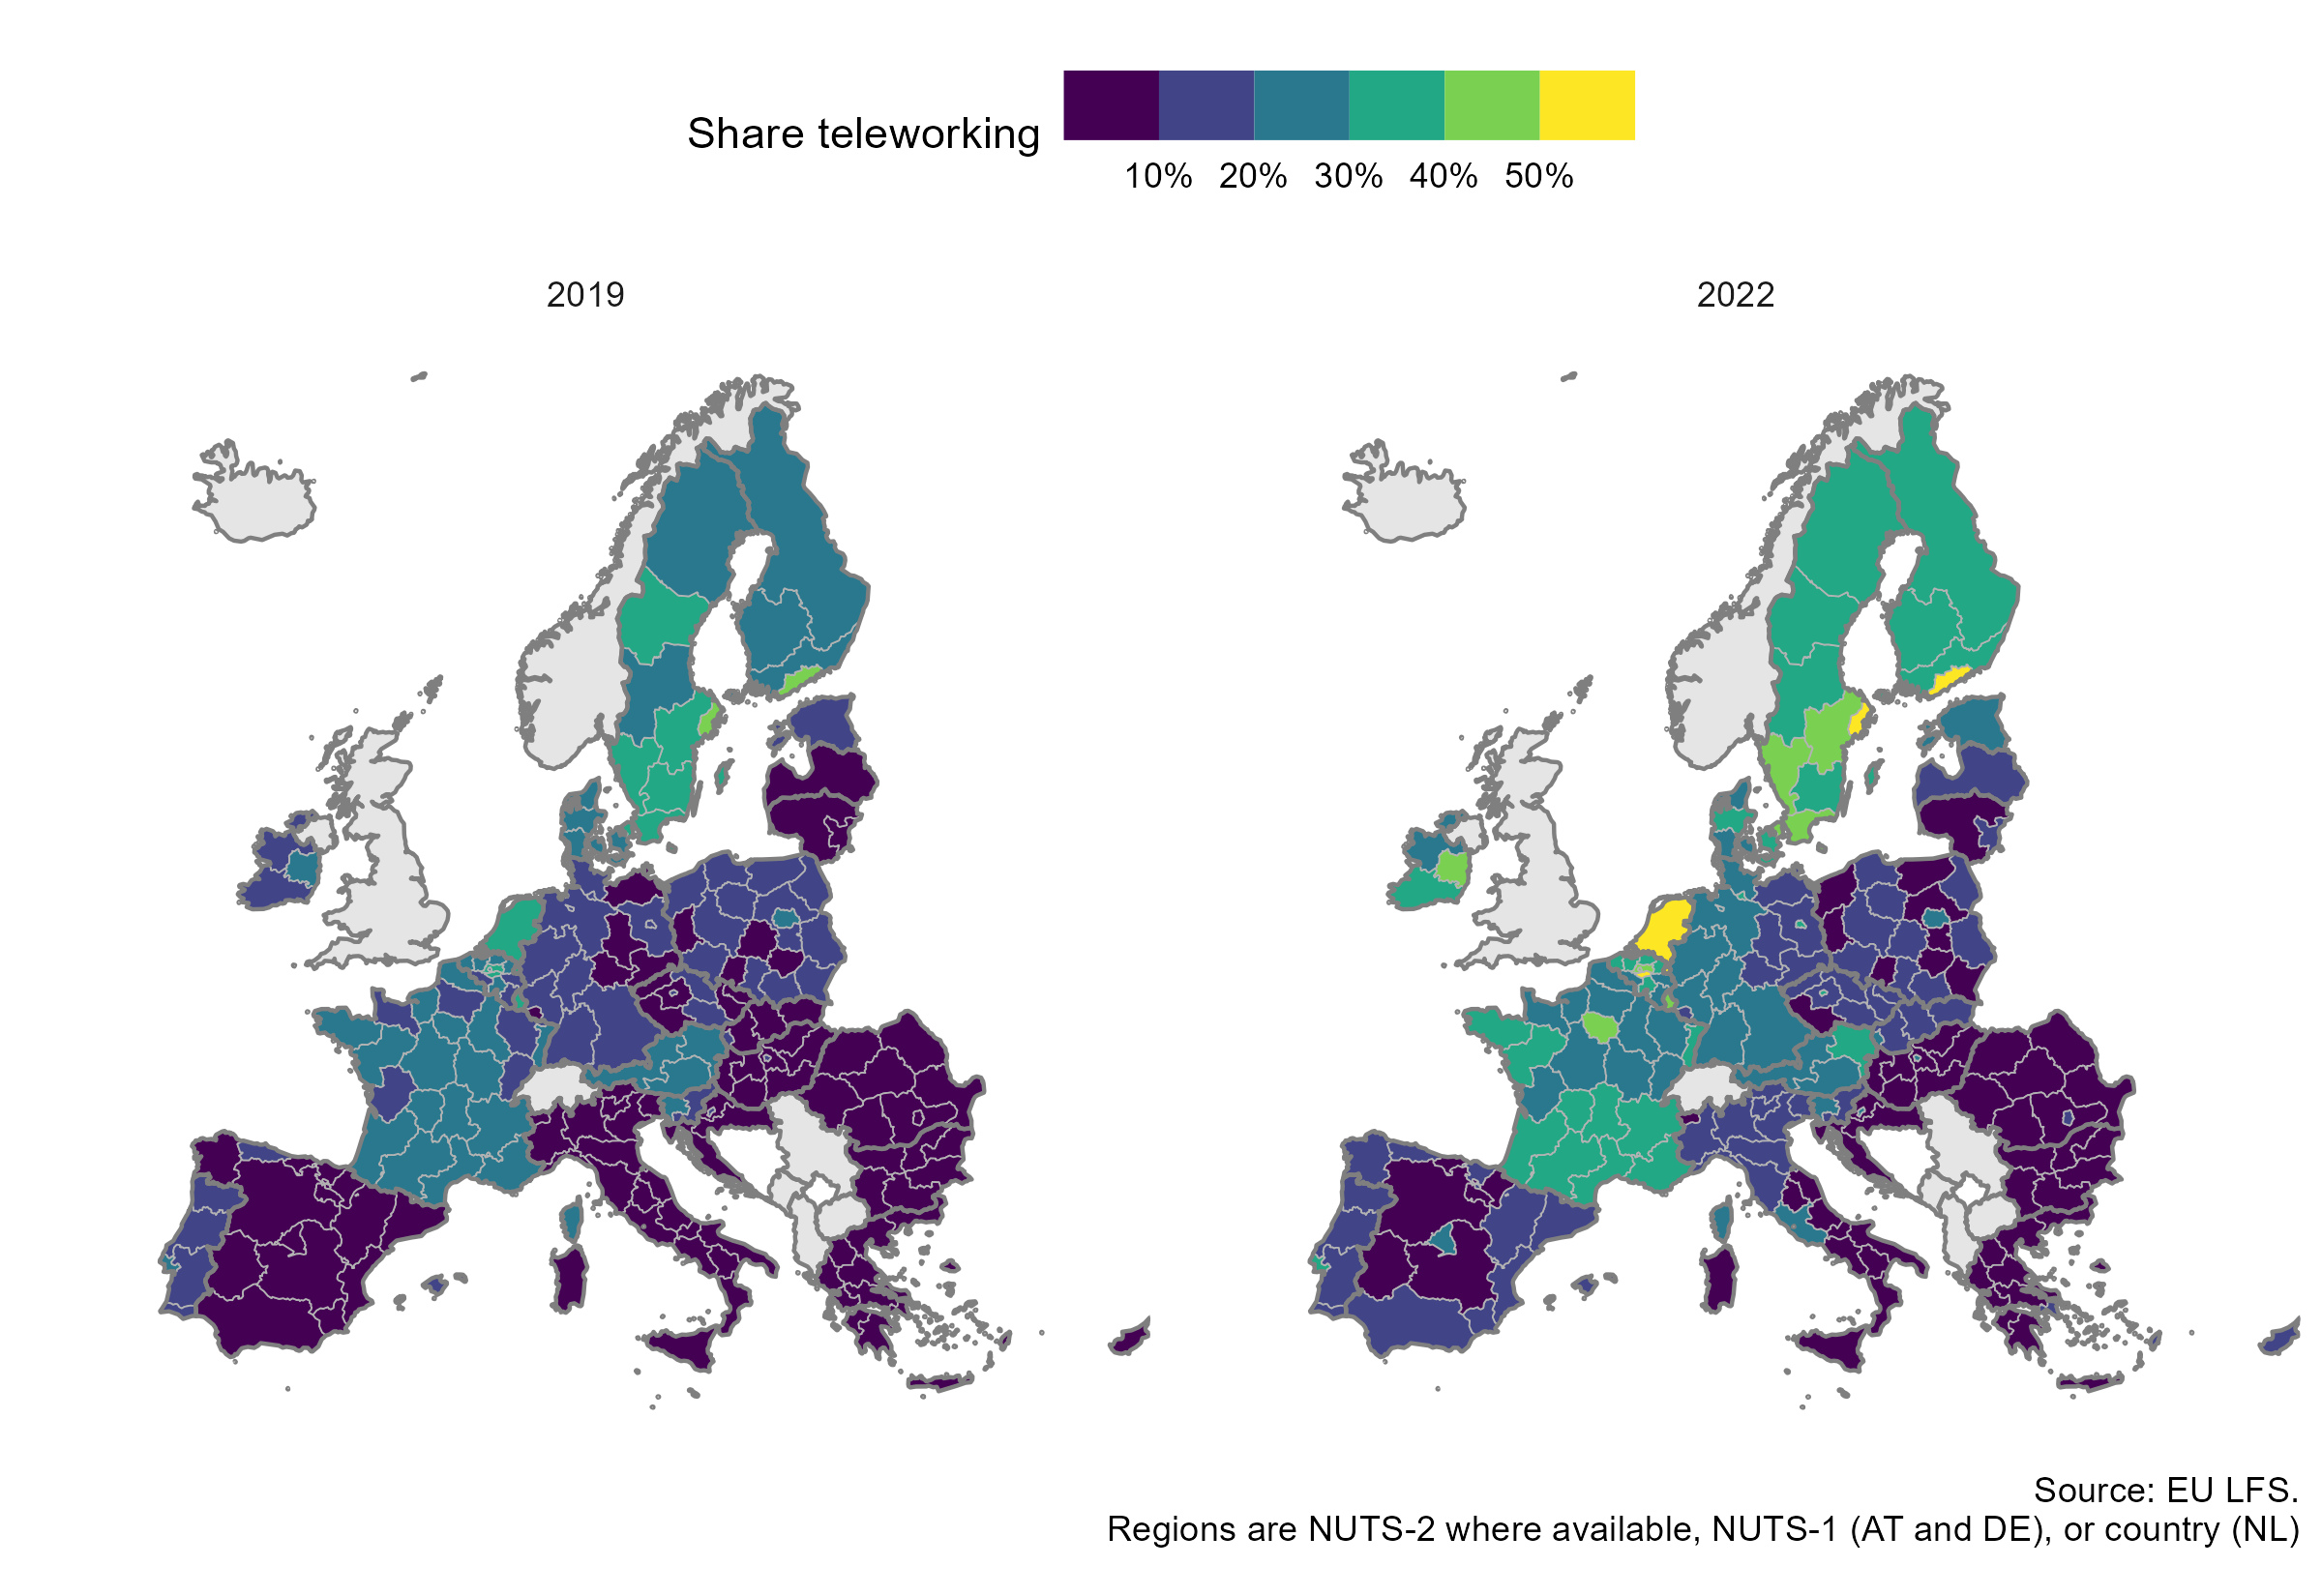 Share teleworking
10% 20% 30% 40% 50%
2019
2022
Source: EU LFS.
Regions are NUTS-2 where available, NUTS-1 (AT and DE), or country (NL)